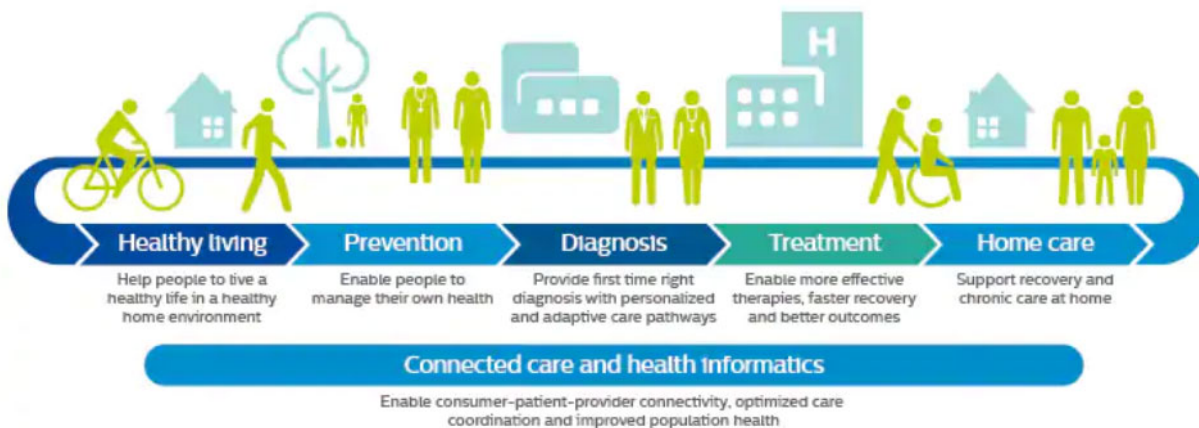 H
Healthy living
Prevention
Diagnosis
Treatment
Home care
Help people to live a
healthy life in a healthy
home environment
Enable people to
manage their own health
Provide first time right
diagnosis with personalized
and adaptive care pathways
Enable more effective
therapies, faster recovery
and better outcomes
Support recovery and
chronic care at home
Connected care and health informatics
Enable consumer-patient-provider connectivity, optimized care
coordination and improved population health